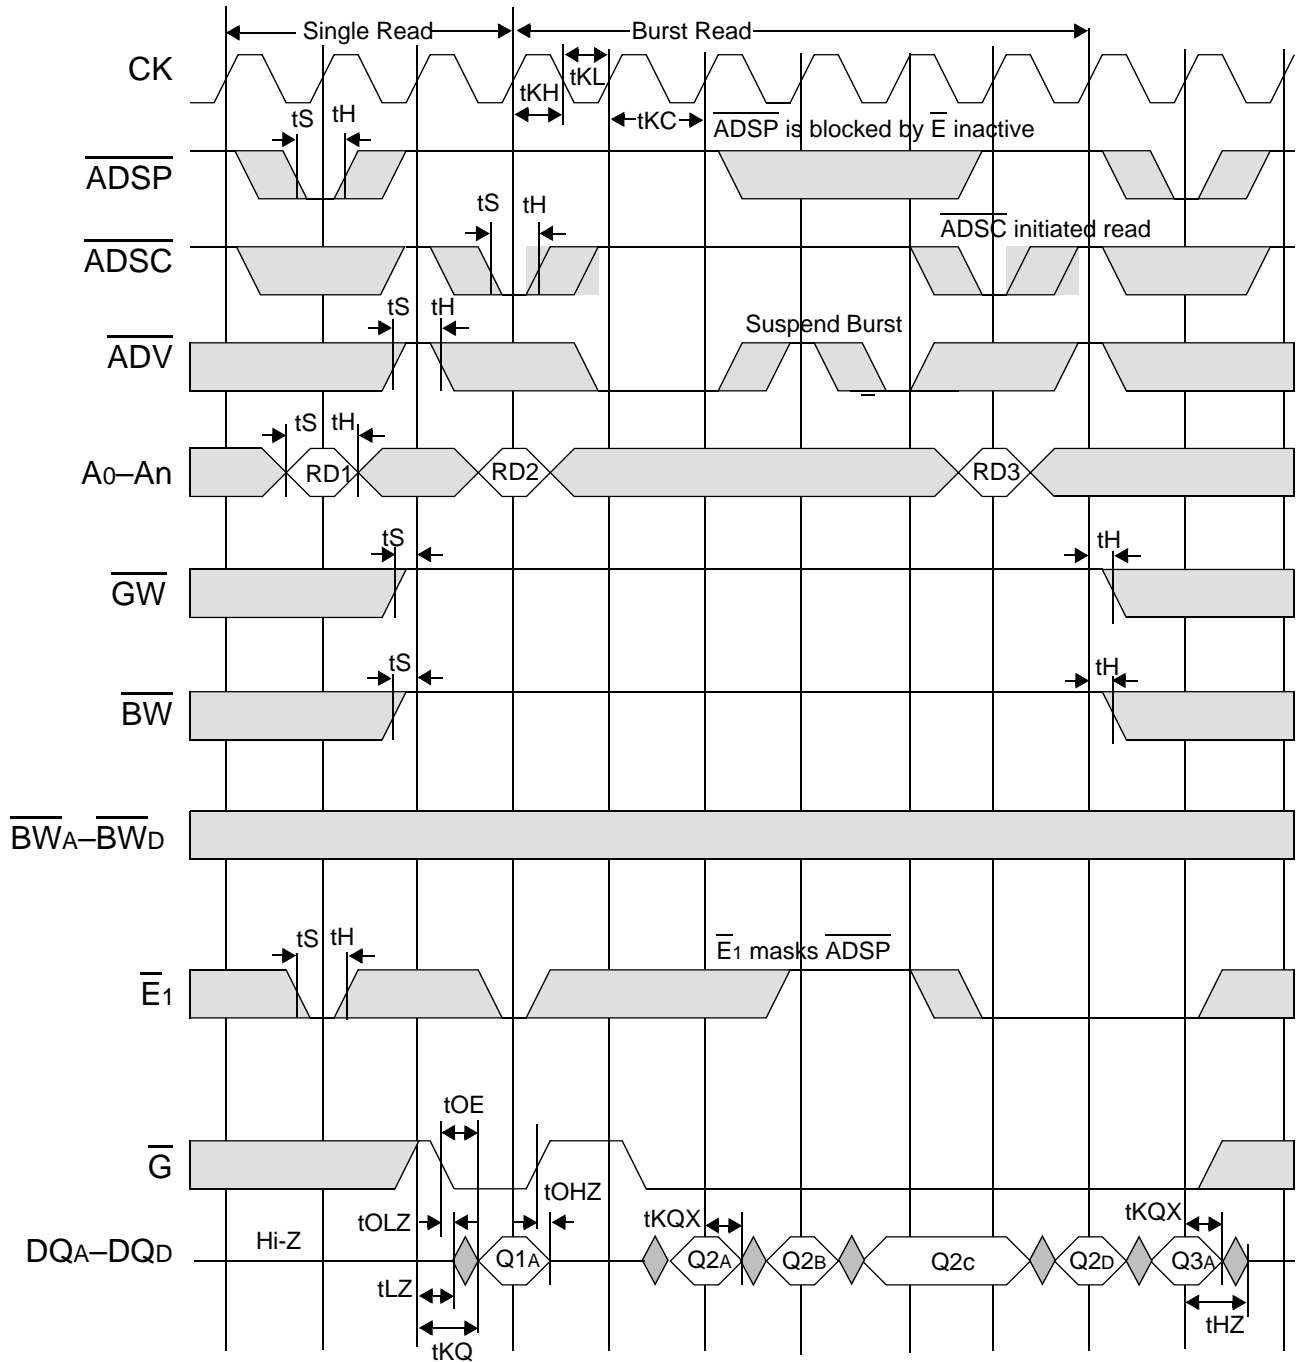 Single Read
Burst Read
CK
tKL
tKH
tS
tH
tKC
ADSP is blocked by E inactive
ADSP
tS
tH
ADSC initiated read
ADSC
tS
tH
Suspend Burst
ADV
tS
tH
A0–An
RD1
RD2
RD3
tS
tH
GW
tS
tH
BW
BWA–BWD
tS
tH
E1 masks ADSP
E1
tOE
G
tOHZ
tOLZ
tKQX
tKQX
DQA–DQD
Hi-Z
Q1A
Q2A
Q2B
Q2c
Q2D
Q3A
tLZ
tHZ
tKQ